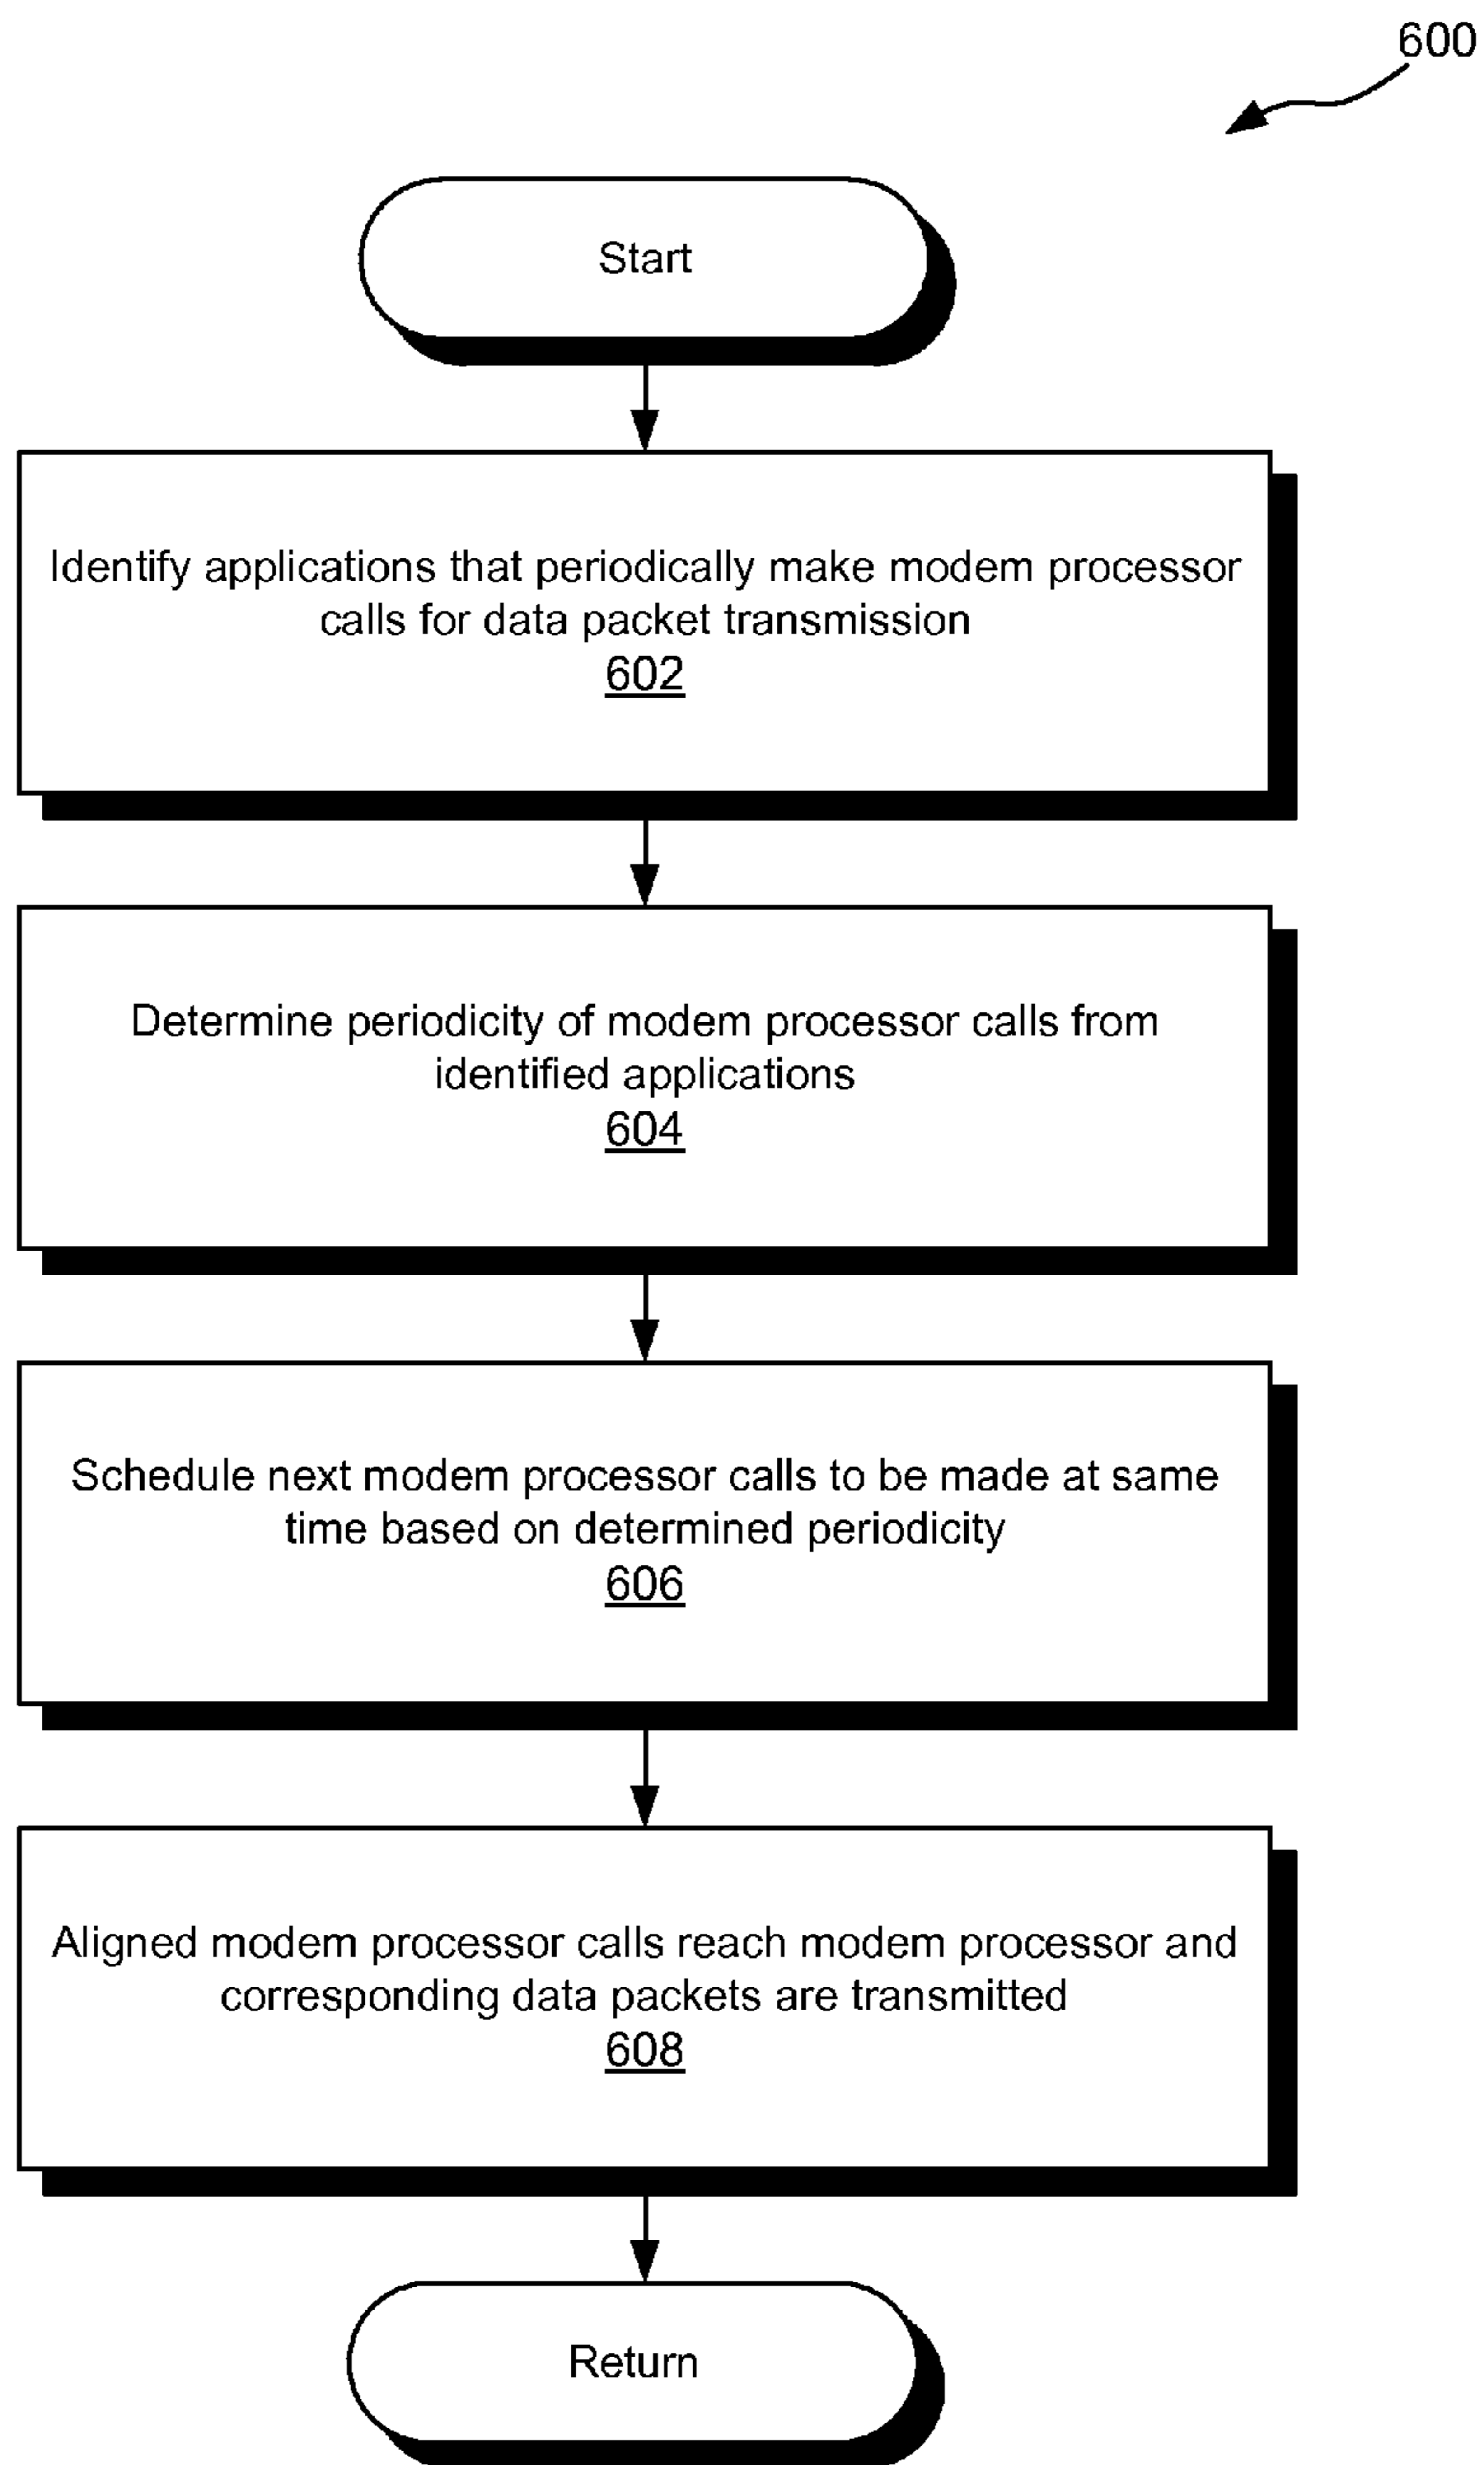 600
Start
Identify applications that periodically make modem processor
calls for data packet transmission
602
Determine periodicity of modem processor calls from
identified applications
604
Schedule next modem processor calls to be made at same
time based on determined periodicity
606
Aligned modem processor calls reach modem processor and
corresponding data packets are transmitted
608
Return